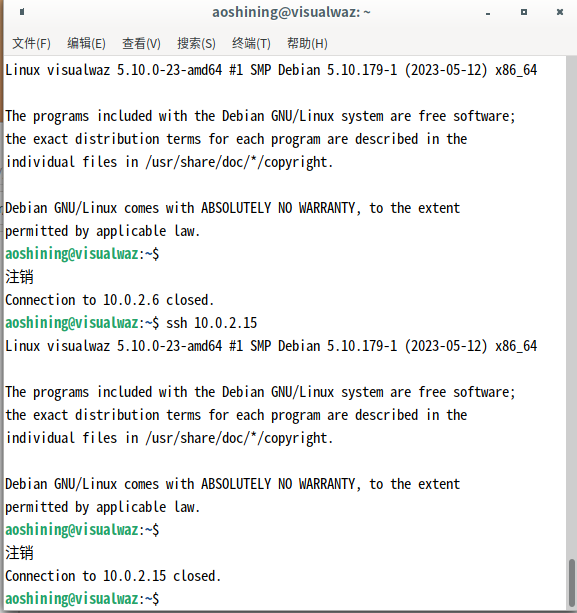 aoshining@visualwaz: ~
文件(F) 编辑(E) 查看(V) 搜索(S) 终端(T) 帮助(H)
Linux visualwaz 5.10.0-23-amd64 #1 SMP Debian 5.10.179-1 (2023-05-12) x86_64
The programs included with the Debian GNU/Linux system are free software;
the exact distribution terms for each program are described in the
individual files in /usr/share/doc/*/copyright.
Debian GNU/Linux comes with ABSOLUTELY NO WARRANTY, to the extent
permitted by applicable law.
aoshining@visualwaz:~$
注销
Connection to 10.0.2.6 closed.
aoshining@visualwaz:~$ ssh 10.0.2.15
Linux visualwaz 5.10.0-23-amd64 #1 SMP Debian 5.10.179-1 (2023-05-12) x86_64
The programs included with the Debian GNU/Linux system are free software;
the exact distribution terms for each program are described in the
individual files in /usr/share/doc/*/copyright.
Debian GNU/Linux comes with ABSOLUTELY NO WARRANTY, to the extent
permitted by applicable law.
aoshining@visualwaz:~$
注销
Connection to 10.0.2.15 closed.
aoshining@visualwaz:~$